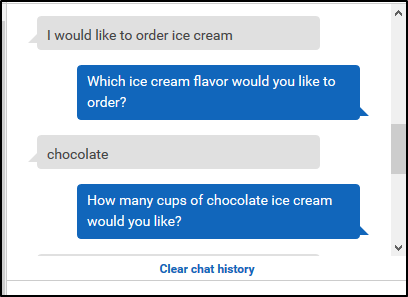 I would like to order ice cream
Which ice cream flavor would you like to
order?
chocolate
How many cups of chocolate ice cream
would you like?
Clear chat history